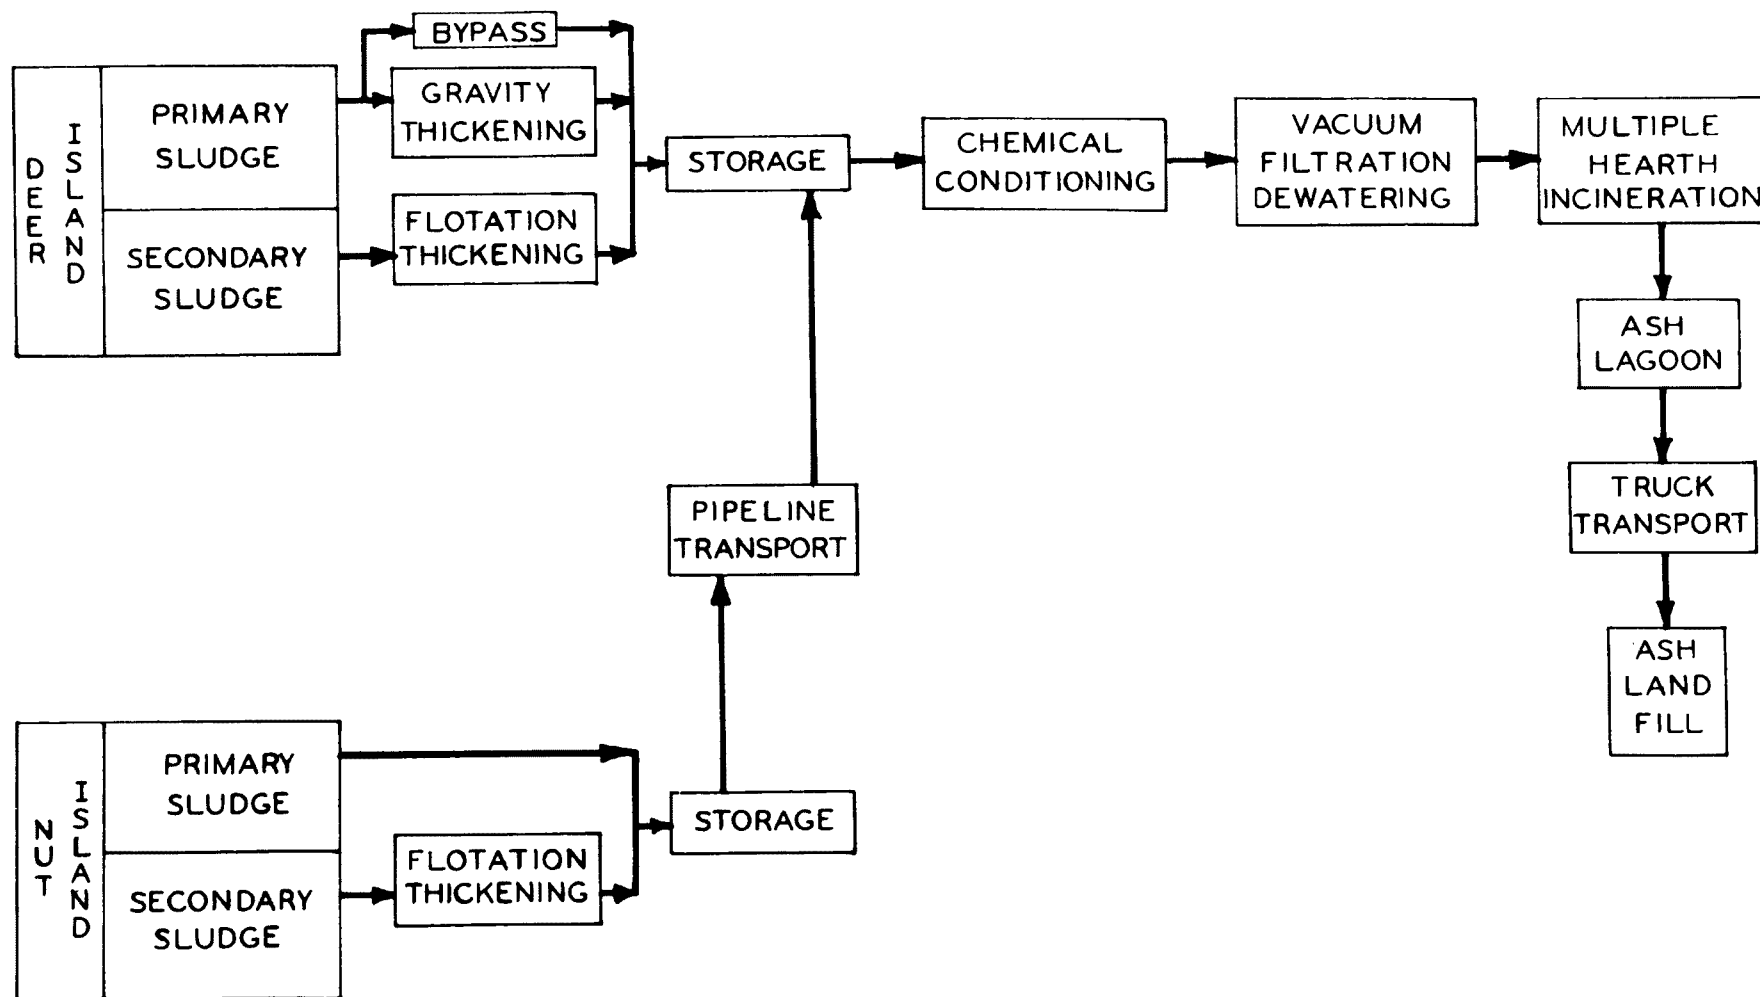 BYPASS
DEER
ISLAND
PRIMARY
SLUDGE
GRAVITY
THICKENING
SECONDARY
SLUDGE
FLOTATION
THICKENING
STORAGE
CHEMICAL
CONDITIONING
VACUUM
FILTRATION
DEWATERING
MULTIPLE
HEARTH
INCINERATION
ASH
LAGOON
TRUCK
TRANSPORT
ASH
LAND
FILL
PIPELINE
TRANSPORT
NUT
ISLAND
PRIMARY
SLUDGE
SECONDARY
SLUDGE
FLOTATION
THICKENING
STORAGE